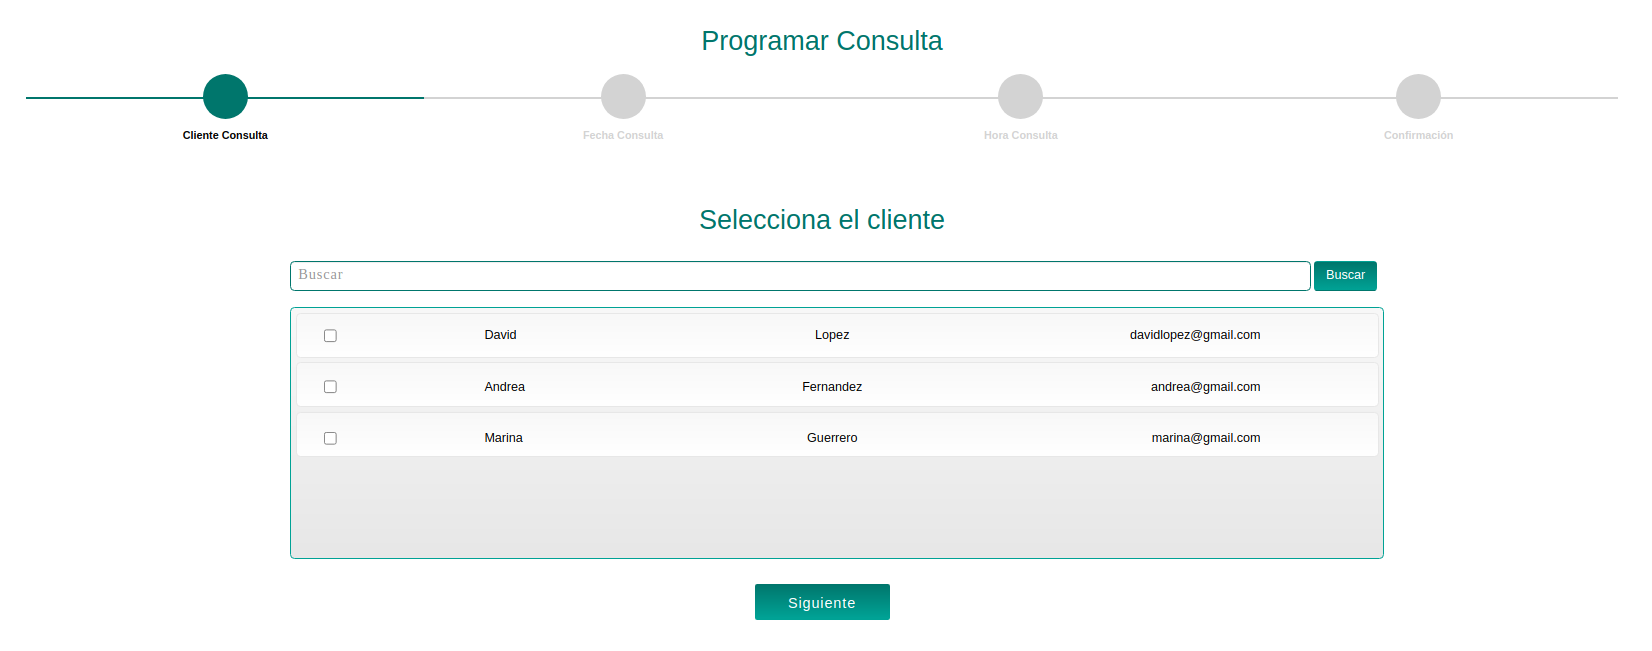 Programar Consulta
Cliente Consulta Fecha Consulta Hora Consulta Confirmación
Selecciona el cliente
Buscar Buscar
David Lopez davidlopez@gmail.com
Andrea Fernandez andrea@gmail.com
Marina Guerrero marina@gmail.com
Siguiente